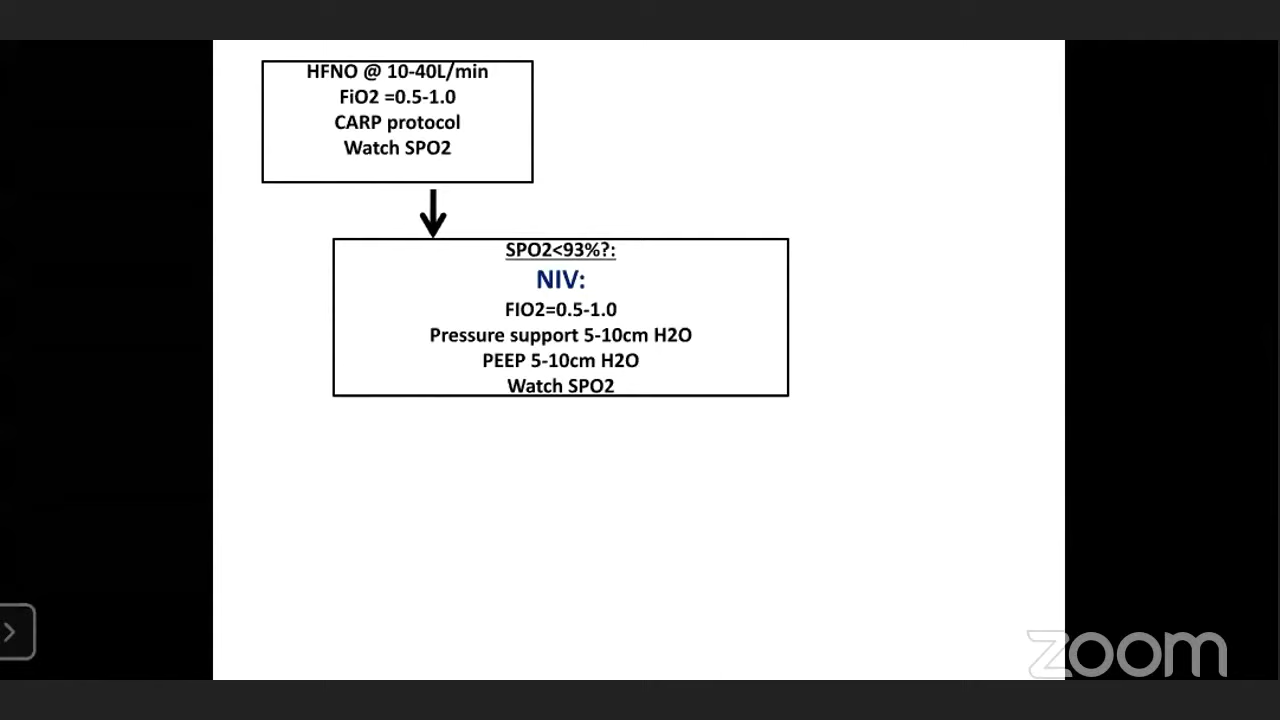 HFNO @ 10-40L/min
FiO2 =0.5-1.0
CARP protocol
Watch SPO2
SPO2<93%?:
NIV:
FIO2=0.5-1.0
Pressure support 5-10cm H2O
PEEP 5-10cm H2O
Watch SPO2
zoom